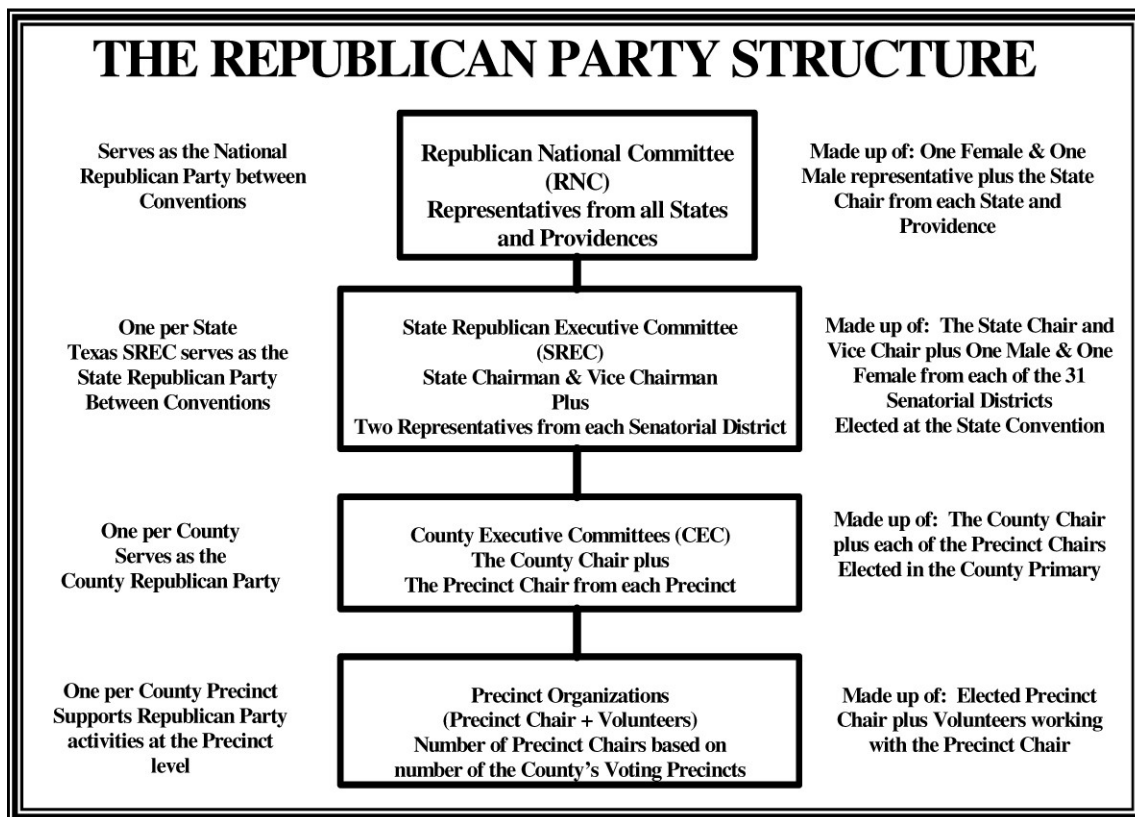 THE REPUBLICAN PARTY STRUCTURE
Serves as the National
Republican Party between
Conventions
Republican National Committee
(RNC)
Representatives from all States
and Providences
Made up of: One Female & One
Male representative plus the State
Chair from each State and
Providence
One per State
Texas SREC serves as the
State Republican Party
Between Conventions
State Republican Executive Committee
(SREC)
State Chairman & Vice Chairman
Plus
Two Representatives from each Senatorial District
Made up of: The State Chair and
Vice Chair plus One Male & One
Female from each of the 31
Senatorial Districts
Elected at the State Convention
One per County
Serves as the
County Republican Party
County Executive Committees (CEC)
The County Chair plus
The Precinct Chair from each Precinct
Made up of: The County Chair
plus each of the Precinct Chairs
Elected in the County Primary
One per County Precinct
Supports Republican Party
activities at the Precinct
level
Precinct Organizations
(Precinct Chair + Volunteers)
Number of Precinct Chairs based on
number of the County's Voting Precincts
Made up of: Elected Precinct
Chair plus Volunteers working
with the Precinct Chair